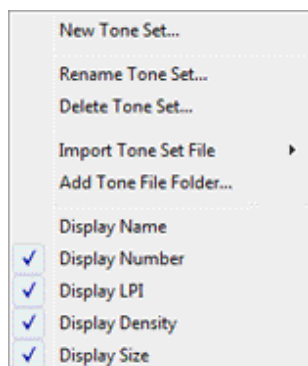 New Tone Set...
Rename Tone Set...
Delete Tone Set...
Import Tone Set File
Add Tone File Folder...
Display Name
Display Number
Display LPI
Display Density
Display Size